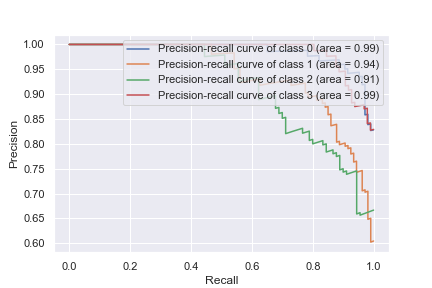 1.00
0.95
0.90
0.85
0.80
0.75
0.70
0.65
0.60
Precision
Precision-recall curve of class 0 (area = 0.99)
Precision-recall curve of class 1 (area = 0.94)
Precision-recall curve of class 2 (area = 0.91)
Precision-recall curve of class 3 (area = 0.99)
0.0 0.2 0.4 0.6 0.8 1.0
Recall